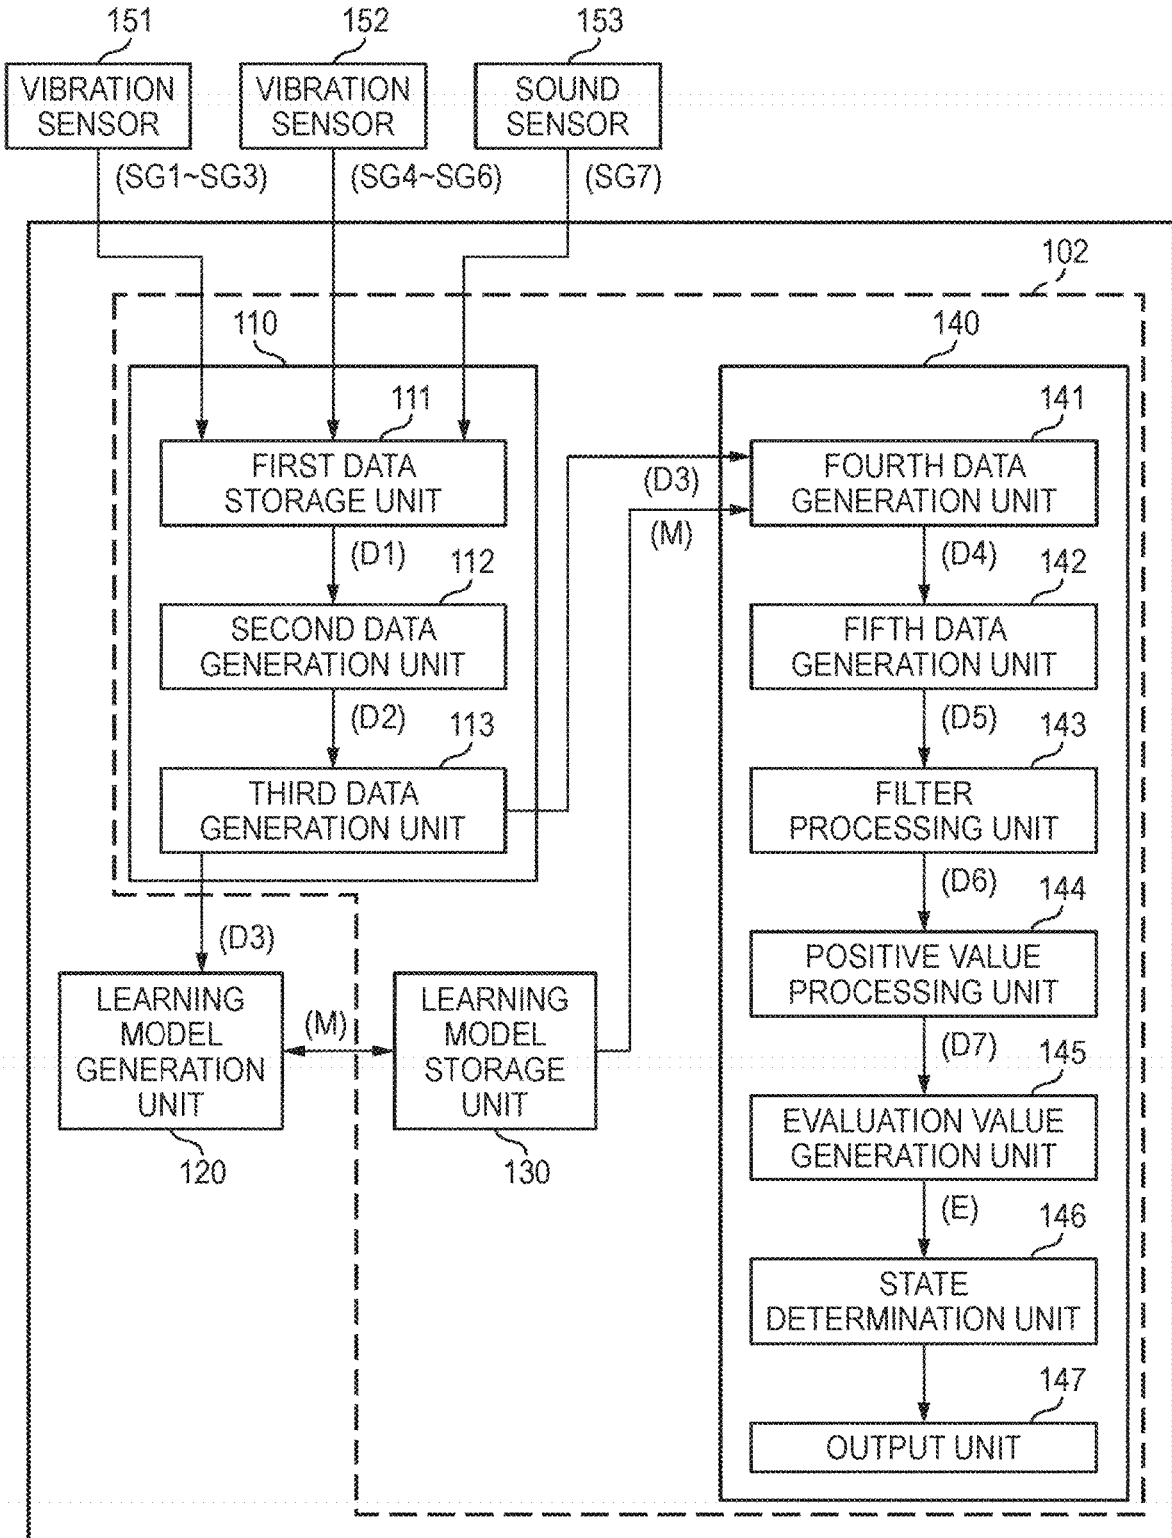 151
152
153
VIBRATION
SENSOR
VIBRATION
SENSOR
SOUND
SENSOR
(SG1~SG3)
(SG4~SG6)
(SG7)
102
110
140
111
FIRST DATA
STORAGE UNIT
(D1)
112
SECOND DATA
GENERATION UNIT
(D2)
113
THIRD DATA
GENERATION UNIT
(D3)
(D3)
(M)
LEARNING
MODEL
GENERATION
UNIT
120
(M)
LEARNING
MODEL
STORAGE
UNIT
130
141
FOURTH DATA
GENERATION UNIT
(D4)
142
FIFTH DATA
GENERATION UNIT
(D5)
143
FILTER
PROCESSING UNIT
(D6)
144
POSITIVE VALUE
PROCESSING UNIT
(D7)
145
EVALUATION VALUE
GENERATION UNIT
(E)
146
STATE
DETERMINATION UNIT
147
OUTPUT UNIT